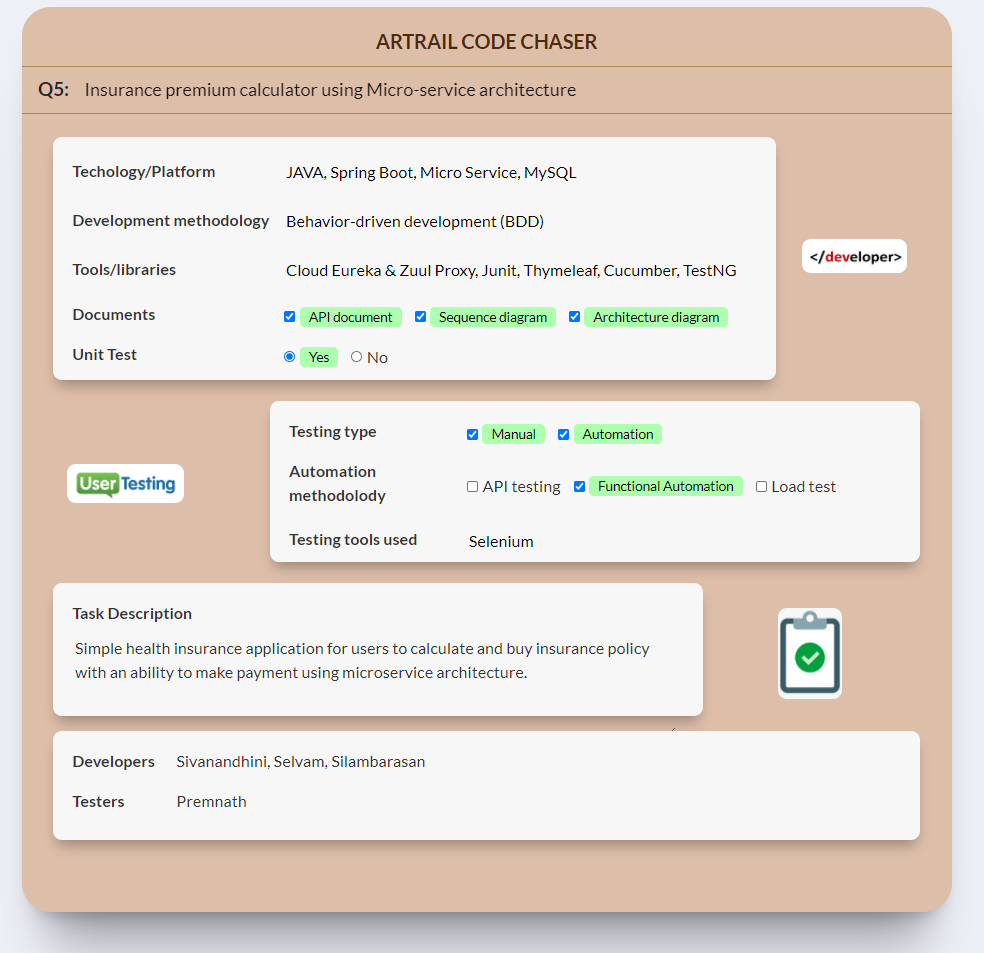 ARTRAIL CODE CHASER
Q5: Insurance premium calculator using Micro-service architecture
Techology/Platform JAVA, Spring Boot, Micro Service, MySQL
Development methodology Behavior-driven development (BDD)
Tools/libraries Cloud Eureka & Zuul Proxy, Junit, Thymeleaf, Cucumber, TestNG
</developer>
Documents API document Sequence diagram Architecture diagram
Unit Test Yes No
Testing type Manual Automation
Automation
methodolody API testing Functional Automation Load test
User Testing
Testing tools used Selenium
Task Description
Simple health insurance application for users to calculate and buy insurance policy
with an ability to make payment using microservice architecture.
Developers Sivanandhini, Selvam, Silambarasan
Testers Premnath